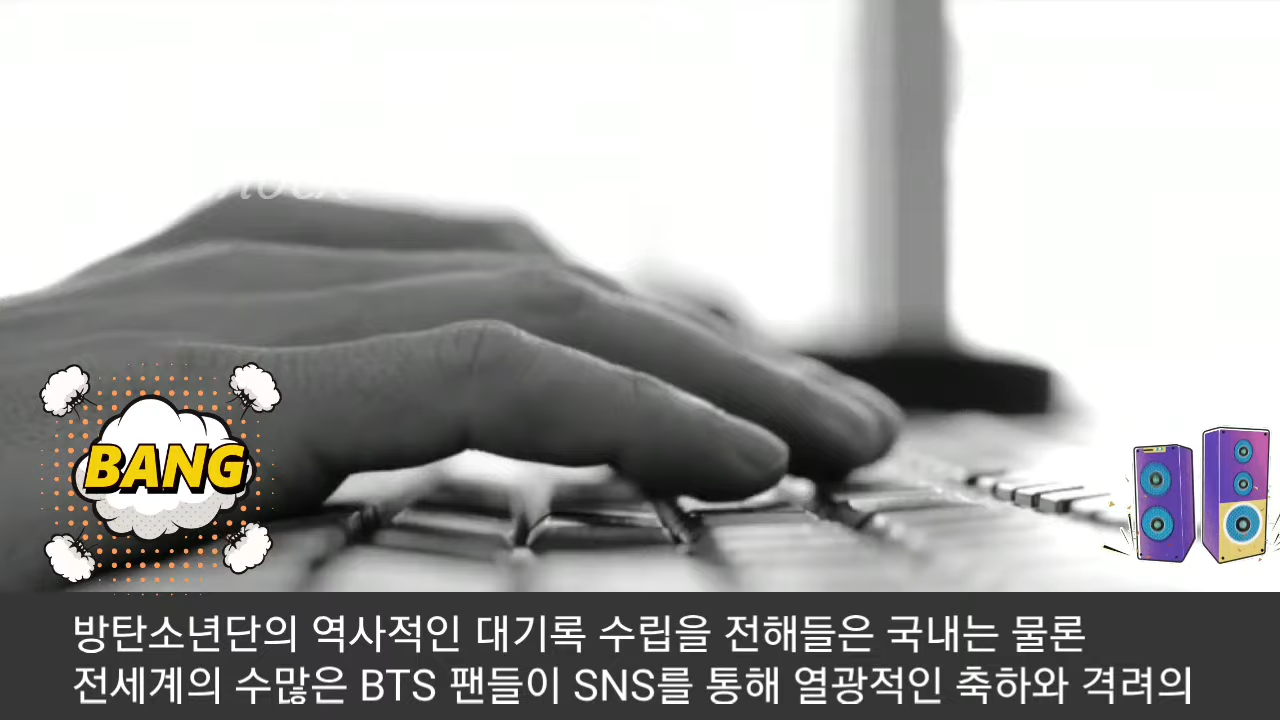 BANG
방탄소년단의 역사적인 대기록 수립을 전해들은 국내는 물론
전세계의 수많은 BTS 팬들이 SNS를 통해 열광적인 축하와 격려의